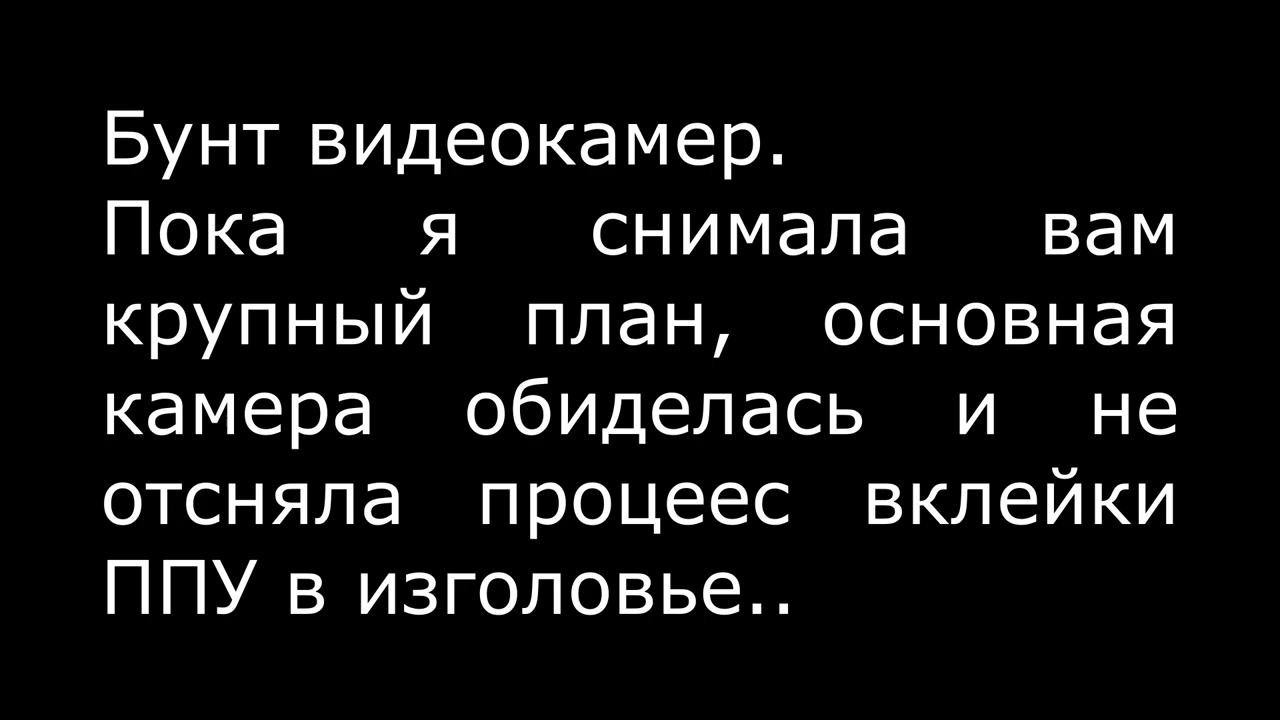 Бунт видеокамер.
Пока я снимала вам
крупный план, основная
камера обиделась и не
отсняла процеес вклейки
ППУ в изголовье..